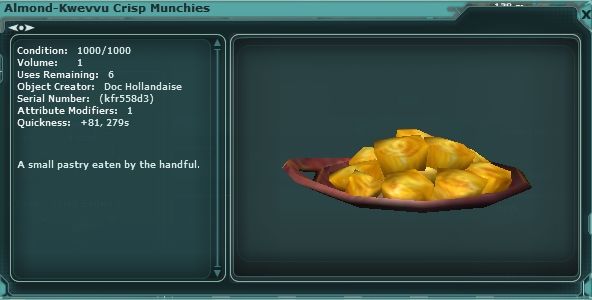 Almond-Kwevvu Crisp Munchies
X
Condition: 1000/1000
Volume: 1
Uses Remaining: 6
Object Creator: Doc Hollandaise
Serial Number: (kfr558d3)
Attribute Modifiers: 1
Quickness: +81, 279s
A small pastry eaten by the handful.